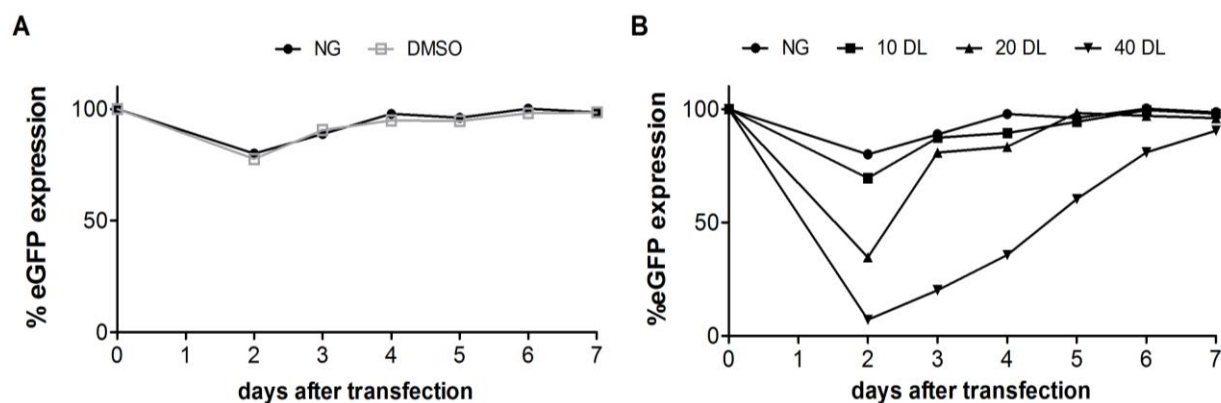 A
NG DMSO
100
50
0
% eGFP expression
0 1 2 3 4 5 6 7
days after transfection
B
NG 10 DL 20 DL 40 DL
100
50
0
%eGFP expression
0 1 2 3 4 5 6 7
days after transfection